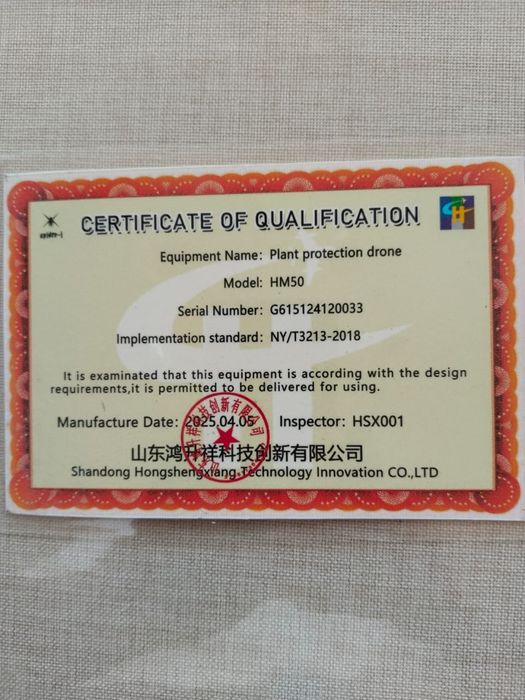 CERTIFICATE OF QUALIFICATION
Equipment Name: Plant protection drone
Model: HM50
Serial Number: G615124120033
Implementation standard: NY/T3213-2018
It is examined that this equipment is according with the design
requirements,it is permitted to be delivered for using.
Manufacture Date: 2025.04.05 Inspector: HSX001
山东鸿升祥科技创新有限公司
Shandong Hongshengxiang Technology Innovation CO.,LTD